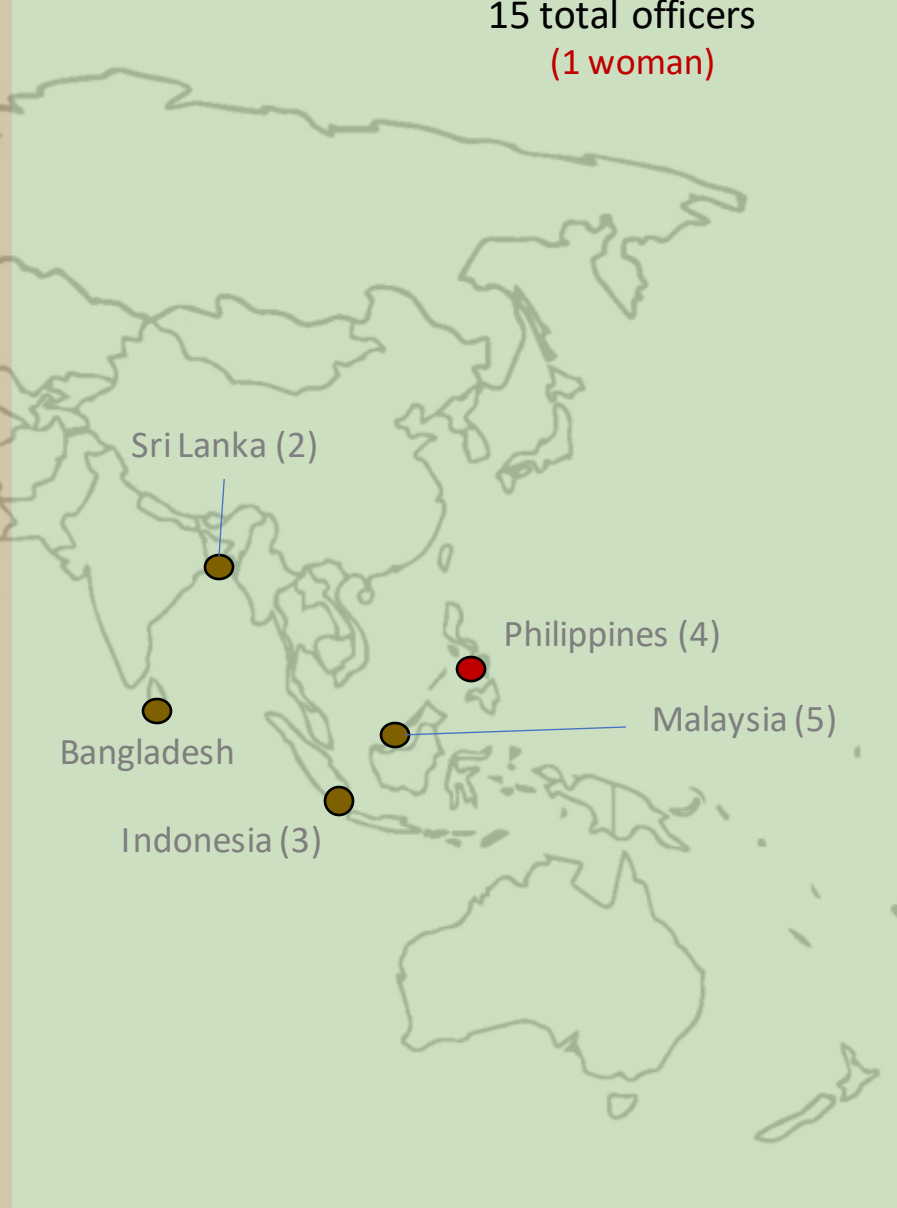 15 total officers
(1 woman)
Sri Lanka (2)
Philippines (4)
Malaysia (5)
Bangladesh
Indonesia (3)